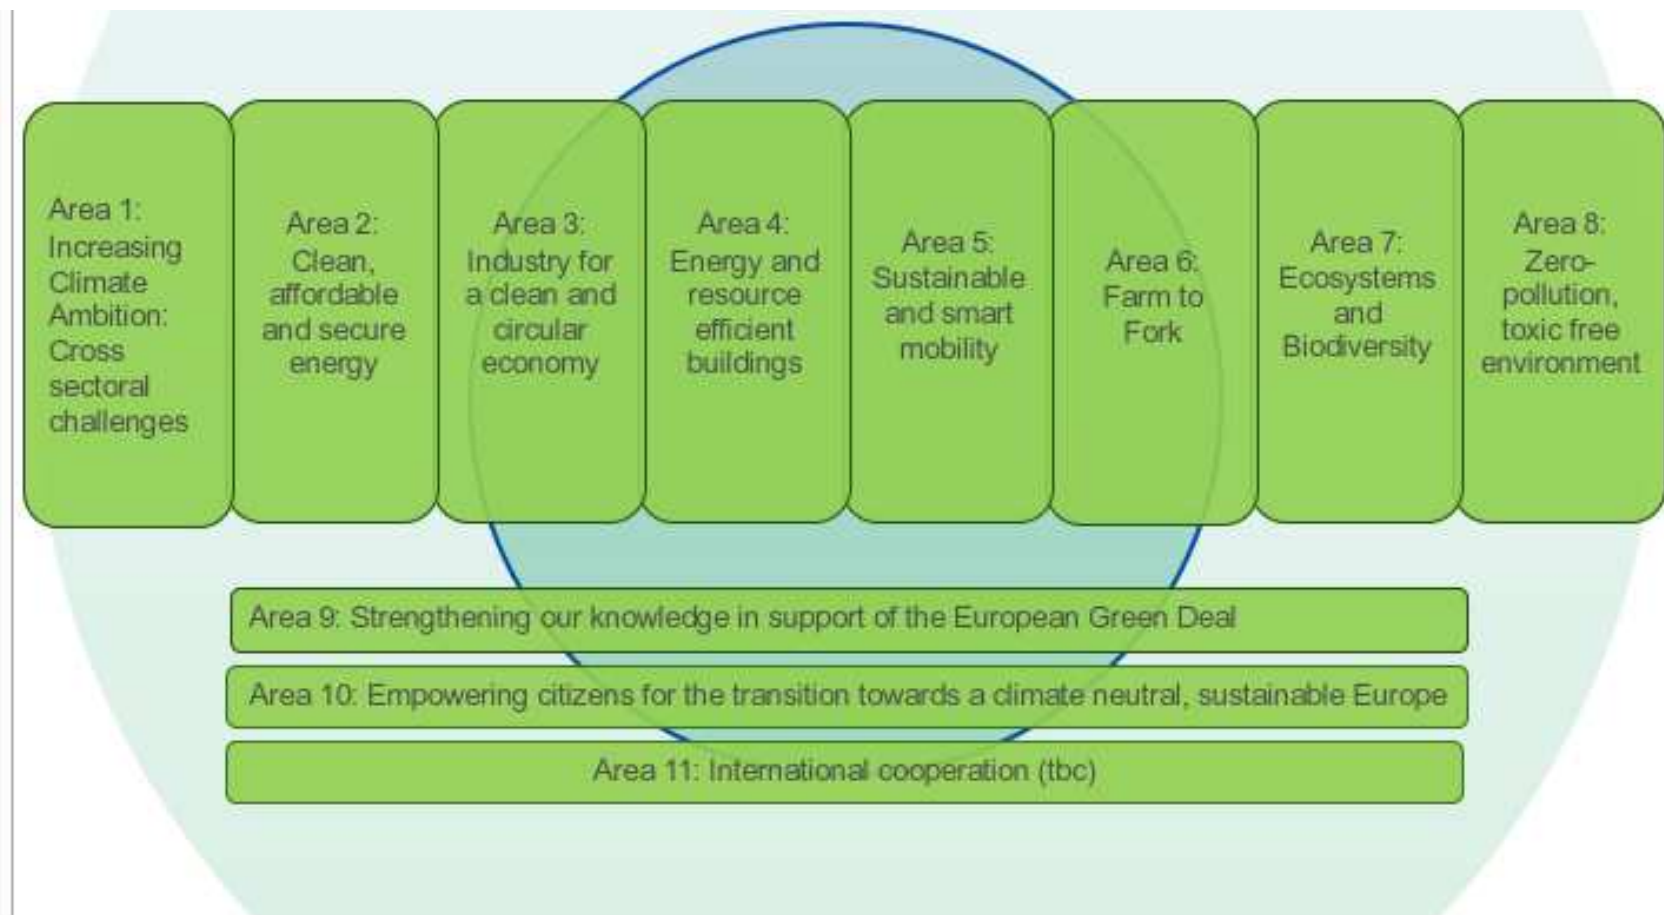 Area 1:
Increasing
Climate
Ambition:
Cross
sectoral
challenges
Area 2:
Clean,
affordable
and secure
energy
Area 3:
Industry for
a clean and
circular
economy
Area 4:
Energy and
resource
efficient
buildings
Area 5:
Sustainable
and smart
mobility
Area 6:
Farm to
Fork
Area 7:
Ecosystems
and
Biodiversity
Area 8:
Zero-
pollution,
toxic free
environment
Area 9: Strengthening our knowledge in support of the European Green Deal
Area 10: Empowering citizens for the transition towards a climate neutral, sustainable Europe
Area 11: International cooperation (tbc)